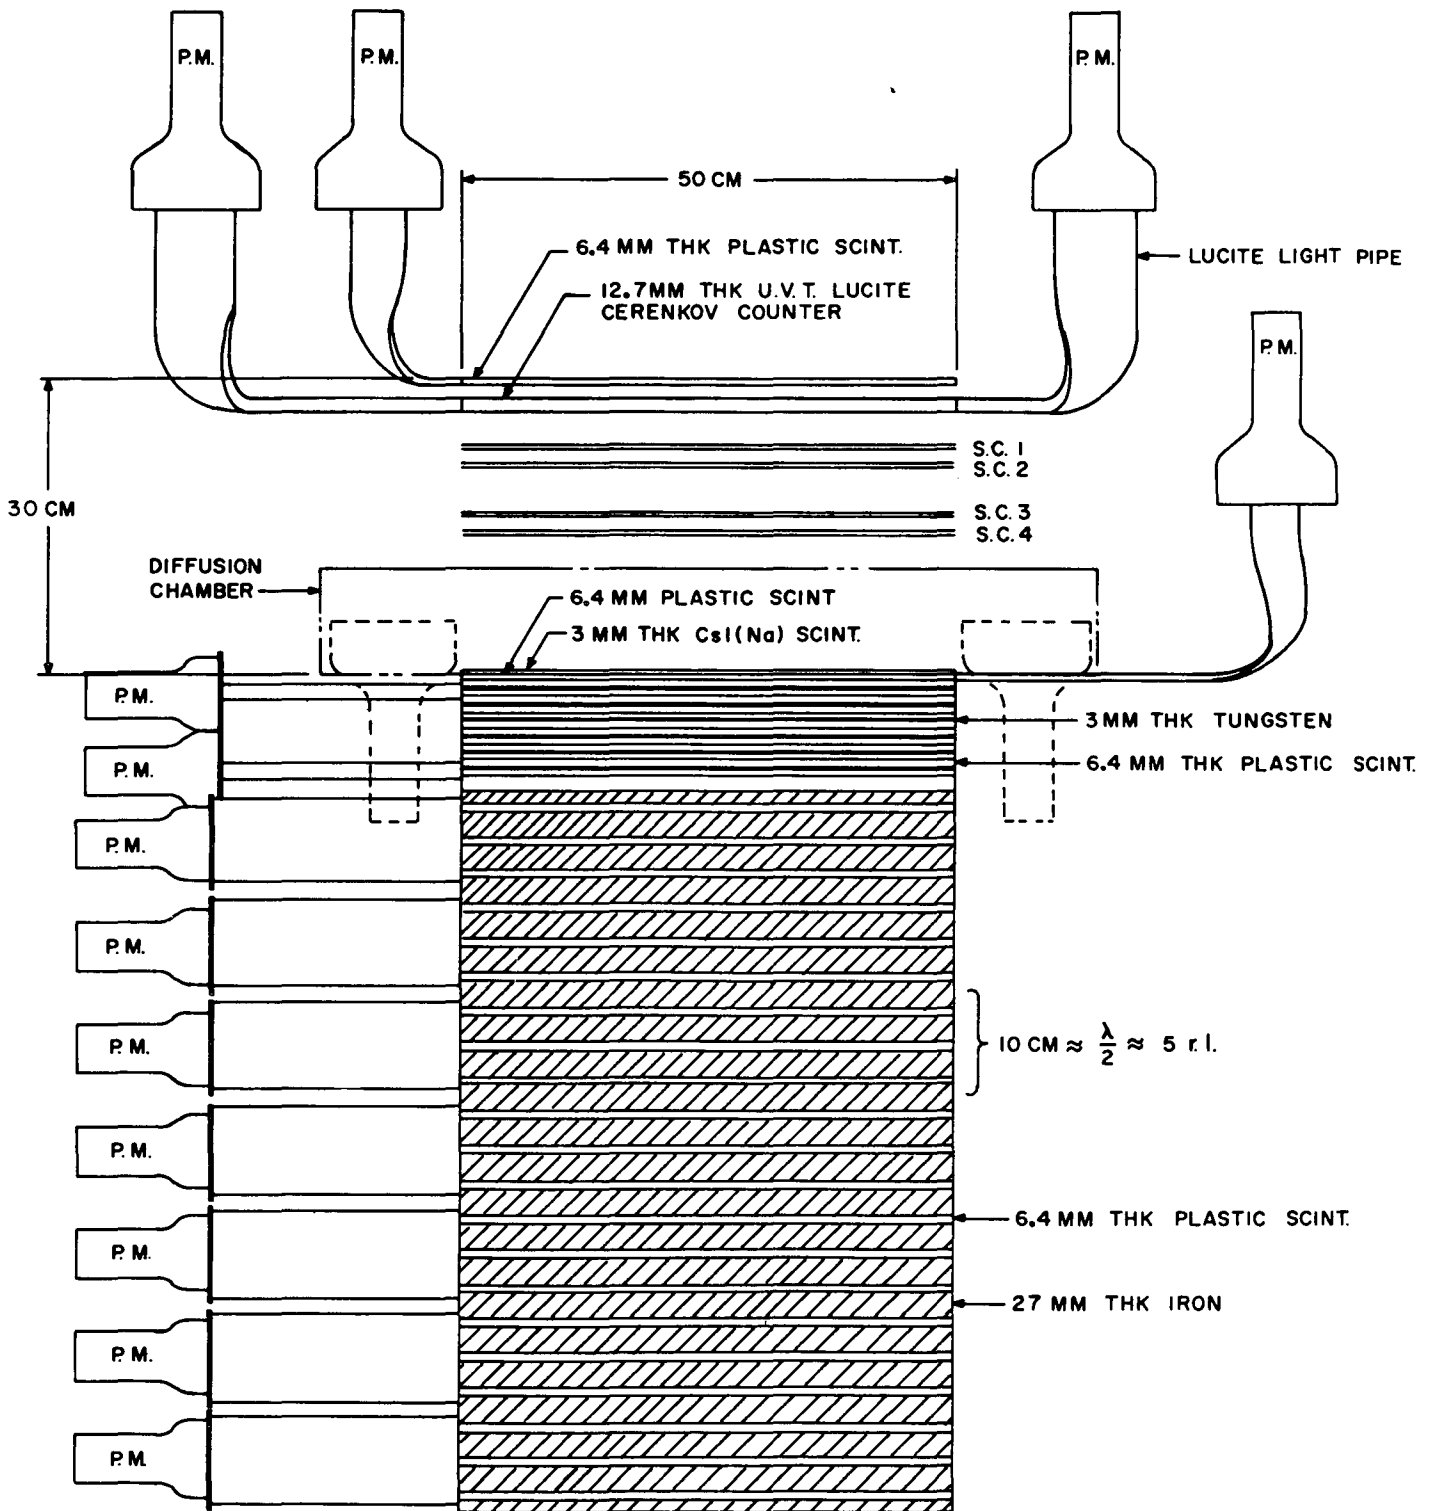 P.M.
P.M.
P.M.
50 CM
6.4 MM THK PLASTIC SCINT.
LUCITE LIGHT PIPE
12.7MM THK U.V.T. LUCITE
CERENKOV COUNTER
P.M.
S.C. 1
S.C. 2
30 CM
S.C. 3
S.C. 4
DIFFUSION
CHAMBER
6.4 MM PLASTIC SCINT
3 MM THK CsI(Na) SCINT.
P.M.
3 MM THK TUNGSTEN
P.M.
6.4 MM THK PLASTIC SCINT.
P.M.
P.M.
P.M.
10 CM ≈ λ/2 ≈ 5 r.l.
P.M.
6.4 MM THK PLASTIC SCINT.
P.M.
27 MM THK IRON
P.M.
P.M.